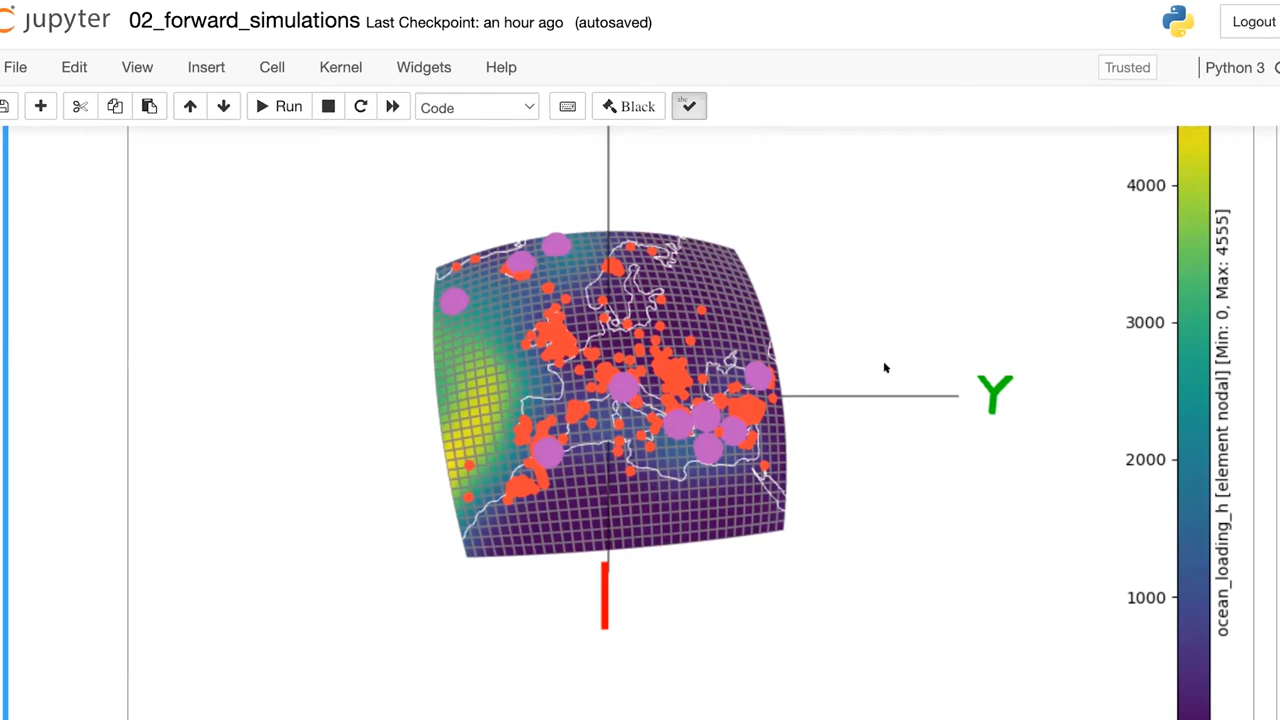 jupyter 02_forward_simulations Last Checkpoint: an hour ago (autosaved)
Logout
File Edit View Insert Cell Kernel Widgets Help
Trusted
Python 3
Run
Code
abc
Black
4000
3000
2000
1000
ocean_loading_h [element nodal] [Min: 0, Max: 4555]
Y